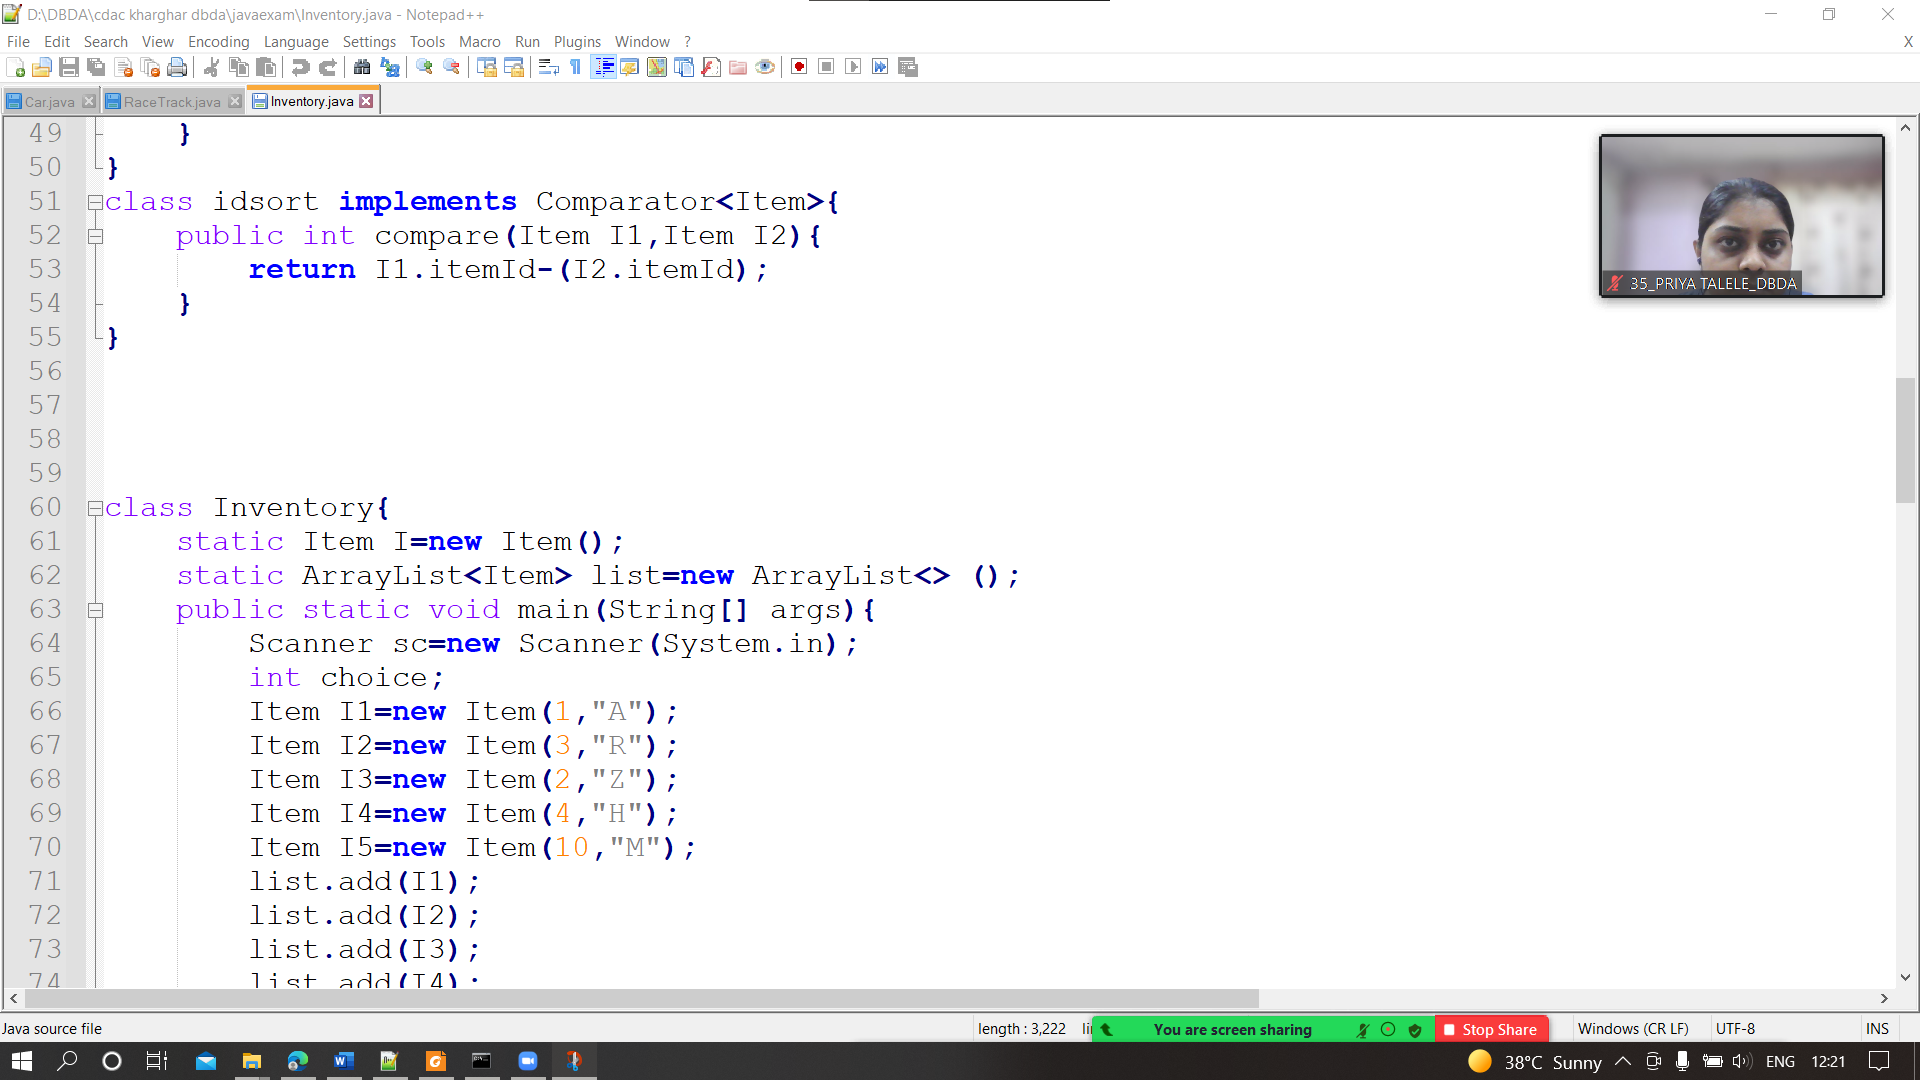 D:\DBDA\cdac kharghar dbda\javaexam\Inventory.java - Notepad++
File Edit Search View Encoding Language Settings Tools Macro Run Plugins Window ? X
Car.java RaceTrack.java Inventory.java
49 }
50 }
51 class idsort implements Comparator<Item>{
52 public int compare(Item I1,Item I2){
53 return I1.itemId-(I2.itemId);
54 }
55 }
56
57
58
59
60 class Inventory{
61 static Item I=new Item();
62 static ArrayList<Item> list=new ArrayList<> ();
63 public static void main(String[] args){
64 Scanner sc=new Scanner(System.in);
65 int choice;
66 Item I1=new Item(1,"A");
67 Item I2=new Item(3,"R");
68 Item I3=new Item(2,"Z");
69 Item I4=new Item(4,"H");
70 Item I5=new Item(10,"M");
71 list.add(I1);
72 list.add(I2);
73 list.add(I3);
74 list.add(I4);
35_PRIYA TALELE_DBDA
Java source file length : 3,222 You are screen sharing Stop Share Windows (CR LF) UTF-8 INS
38°C Sunny ENG 12:21